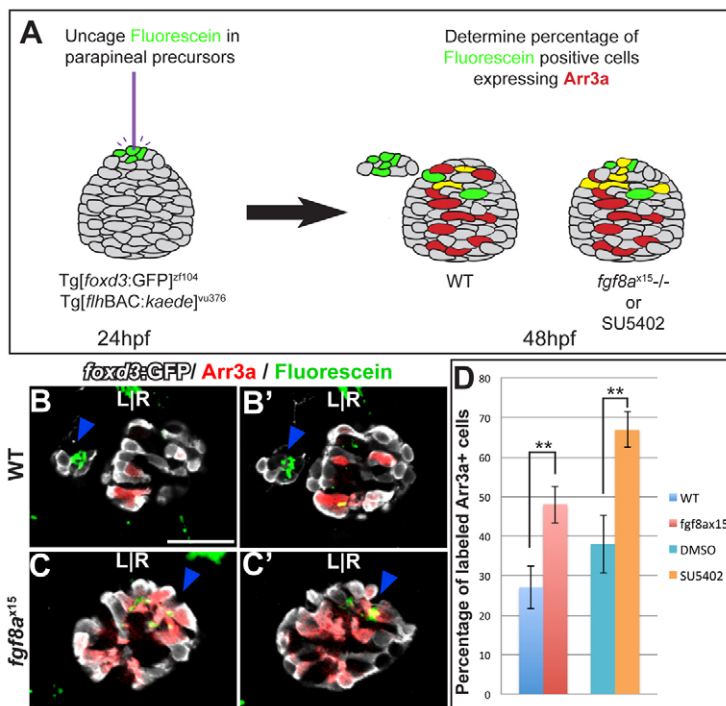 A
Uncage Fluorescein in
parapineal precursors
Determine percentage of
Fluorescein positive cells
expressing Arr3a
Tg[foxd3:GFP]zf104
Tg[flhBAC:kaede]vu376
24hpf
WT
fgf8ax15-/-
or
SU5402
48hpf
foxd3:GFP/ Arr3a / Fluorescein
B
L|R
B'
L|R
WT
C
L|R
C'
L|R
fgf8ax15
D
Percentage of labeled Arr3a+ cells
80
70
60
50
40
30
20
10
0
**
**
WT
fgf8ax15
DMSO
SU5402